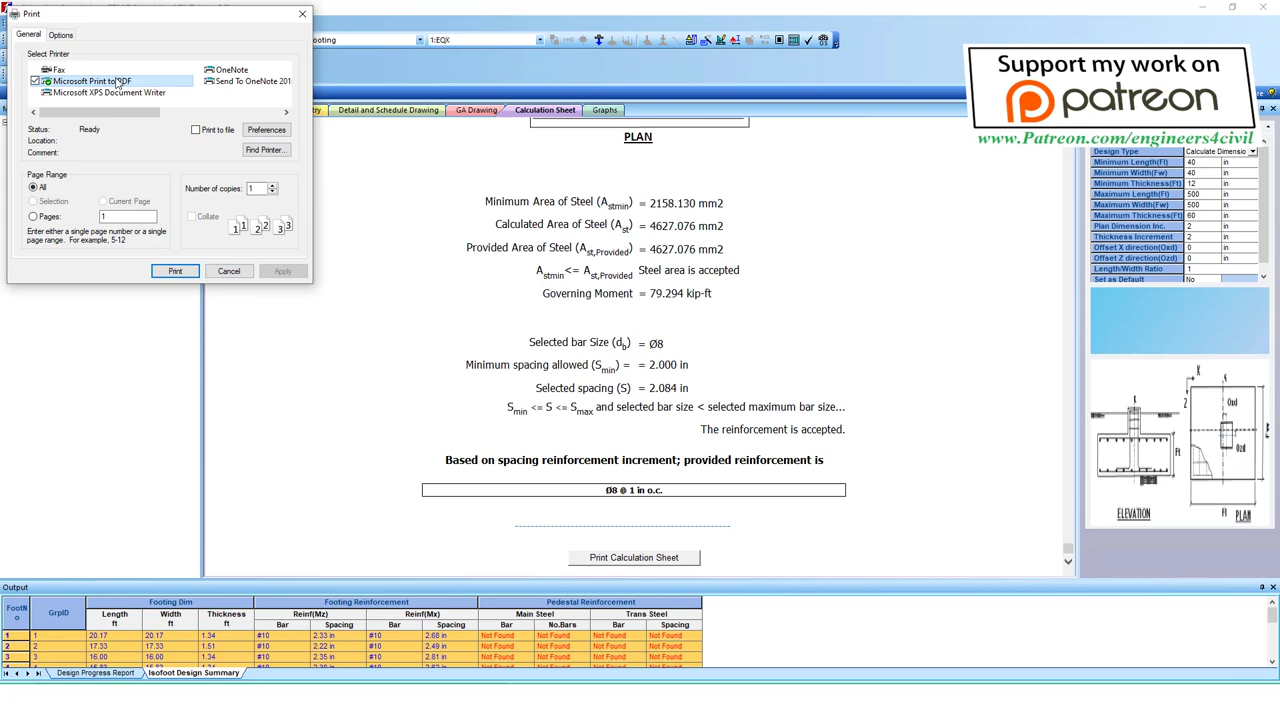 Print
General Options
Select Printer
Fax
OneNote
Microsoft Print to PDF
Send To OneNote 201
Microsoft XPS Document Writer
Status: Ready
Location:
Comment:
Print to file
Preferences
Find Printer...
Page Range
All
Selection
Current Page
Pages: 1
Enter either a single page number or a single
page range. For example, 5-12
Number of copies: 1
Collate
1 1 2 2 3 3
Print
Cancel
Apply
ooting
1:EQX
Support my work on
patreon
www.Patreon.com/engineers4civil
try
Detail and Schedule Drawing
GA Drawing
Calculation Sheet
Graphs
PLAN
Minimum Area of Steel (Astmin) = 2158.130 mm2
Calculated Area of Steel (Ast) = 4627.076 mm2
Provided Area of Steel (Ast,Provided) = 4627.076 mm2
Astmin<= Ast,Provided Steel area is accepted
Governing Moment = 79.294 kip-ft
Selected bar Size (db) = Ø8
Minimum spacing allowed (Smin) = = 2.000 in
Selected spacing (S) = 2.084 in
Smin <= S <= Smax and selected bar size < selected maximum bar size...
The reinforcement is accepted.
Based on spacing reinforcement increment; provided reinforcement is
Ø8 @ 1 in o.c.
Print Calculation Sheet
Design Type Calculate Dimensio
Minimum Length(Fl) 40 in
Minimum Width(Fw) 40 in
Minimum Thickness(Ft) 12 in
Maximum Length(Fl) 500 in
Maximum Width(Fw) 500 in
Maximum Thickness(Ft) 60 in
Plan Dimension Inc. 2 in
Thickness Increment 2 in
Offset X direction(Oxd) 0 in
Offset Z direction(Ozd) 0 in
Length/Width Ratio 1
Set as Default No
X
Z
Oxd
Ozd
Ft
Fw
Fl
ELEVATION
PLAN
Output
FootNo GrpID Footing Dim Footing Reinforcement Pedestal Reinforcement
Length ft Width ft Thickness ft Reinf(Mz) Reinf(Mx) Main Steel Trans Steel
Bar Spacing Bar Spacing Bar No.Bars Bar Spacing
1 1 20.17 20.17 1.34 #10 2.33 in #10 2.68 in Not Found Not Found Not Found Not Found
2 2 17.33 17.33 1.51 #10 2.22 in #10 2.49 in Not Found Not Found Not Found Not Found
3 3 16.00 16.00 1.34 #10 2.35 in #10 2.81 in Not Found Not Found Not Found Not Found
Design Progress Report
Isofoot Design Summary